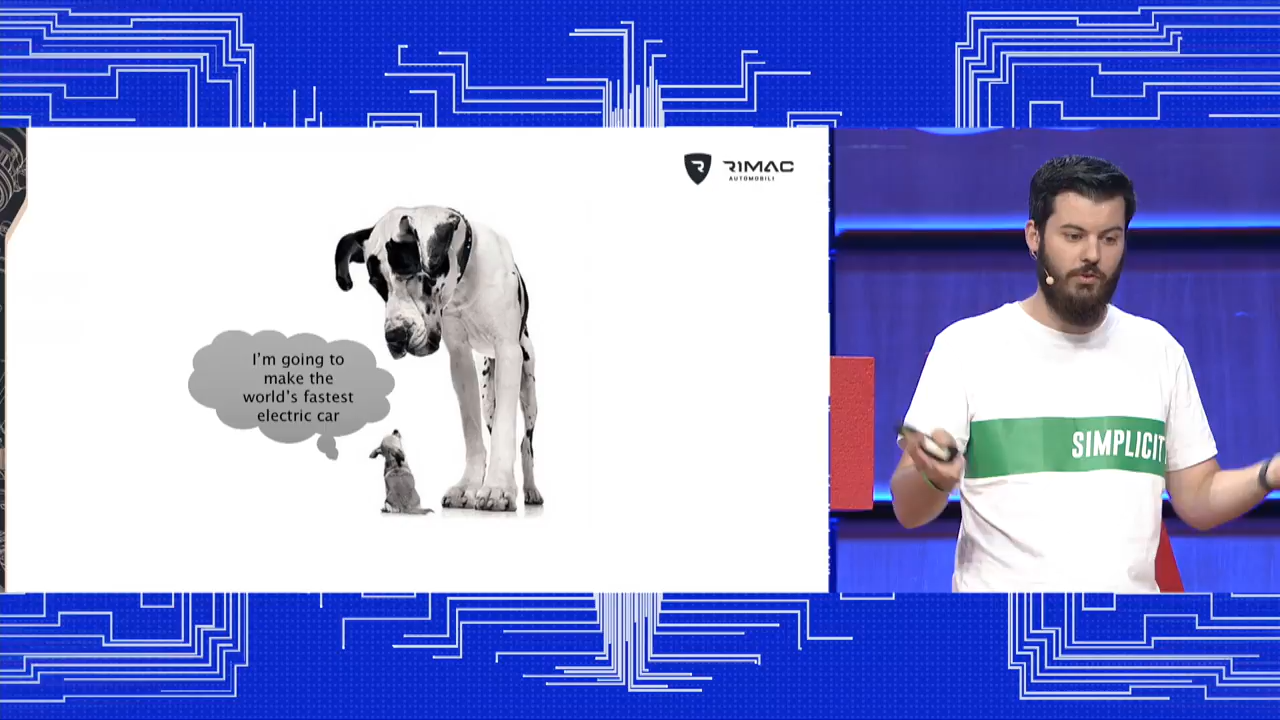 RIMAC
AUTOMOBILI
I'm going to
make the
world's fastest
electric car
SIMPLICIT